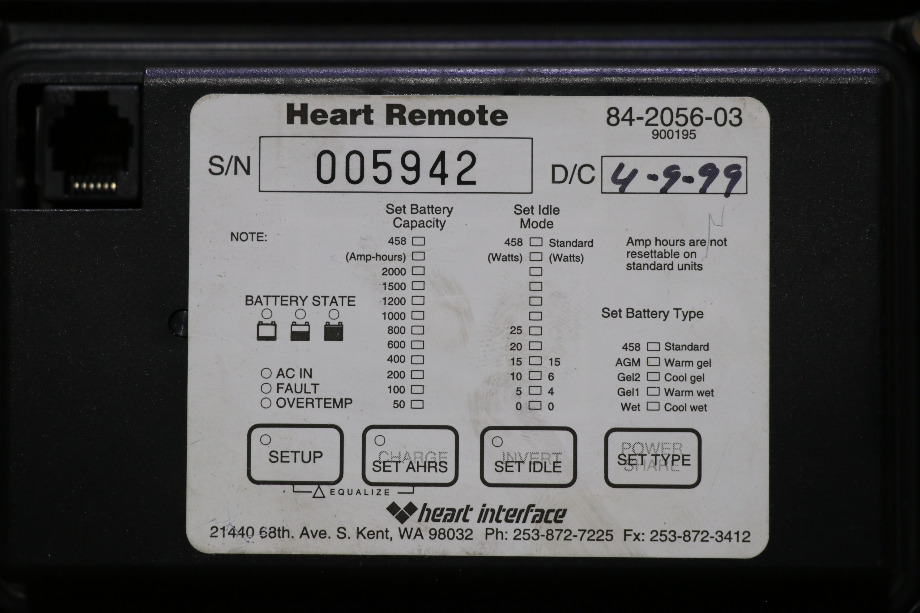 Heart Remote
84-2056-03
900195
S/N 005942
D/C 4-9-99
NOTE:
Set Battery
Capacity
458
(Amp-hours)
2000
1500
1200
1000
800
600
400
200
100
50
Set Idle
Mode
458 Standard
(Watts) (Watts)
25
20
15 15
10 6
5 4
0 0
Amp hours are not
resettable on
standard units
BATTERY STATE
AC IN
FAULT
OVERTEMP
Set Battery Type
458 Standard
AGM Warm gel
Gel2 Cool gel
Gel1 Warm wet
Wet Cool wet
SETUP
CHARGE
SET AHRS
INVERT
SET IDLE
POWER
SHARE
SET TYPE
EQUALIZE
heart interface
21440 68th. Ave. S. Kent, WA 98032 Ph: 253-872-7225 Fx: 253-872-3412